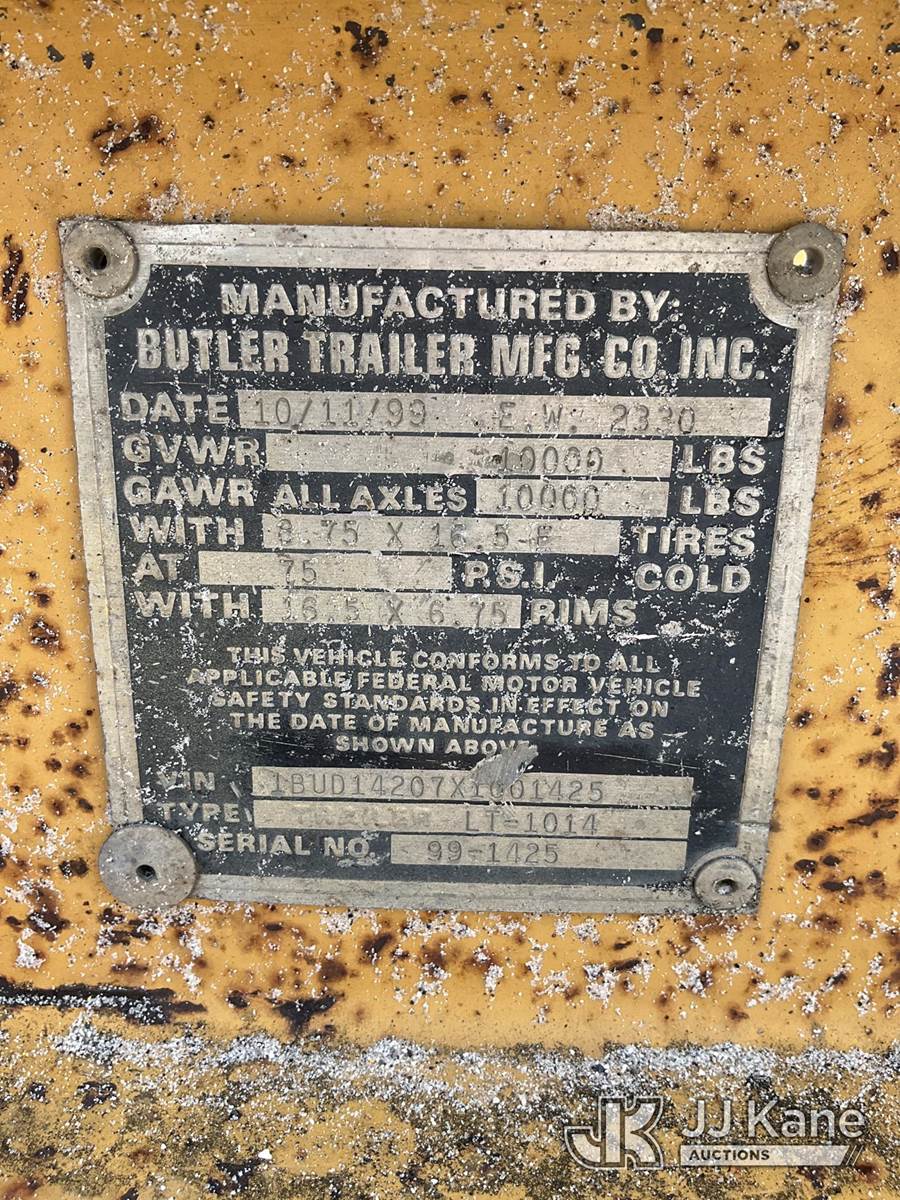 MANUFACTURED BY:
BUTLER TRAILER MFG. CO. INC.
DATE 10/11/99 E.W. 2330
GVWR 10000 LBS
GAWR ALL AXLES 10000 LBS
WITH 8.75 X 16.5 E TIRES
AT 75 P.S.I. COLD
WITH 16.5 X 6.75 RIMS
THIS VEHICLE CONFORMS TO ALL
APPLICABLE FEDERAL MOTOR VEHICLE
SAFETY STANDARDS IN EFFECT ON
THE DATE OF MANUFACTURE AS
SHOWN ABOVE
VIN 1BUD14207X1001425
TYPE TRAILER LT-1014
SERIAL NO. 99-1425
JK JJ Kane
AUCTIONS